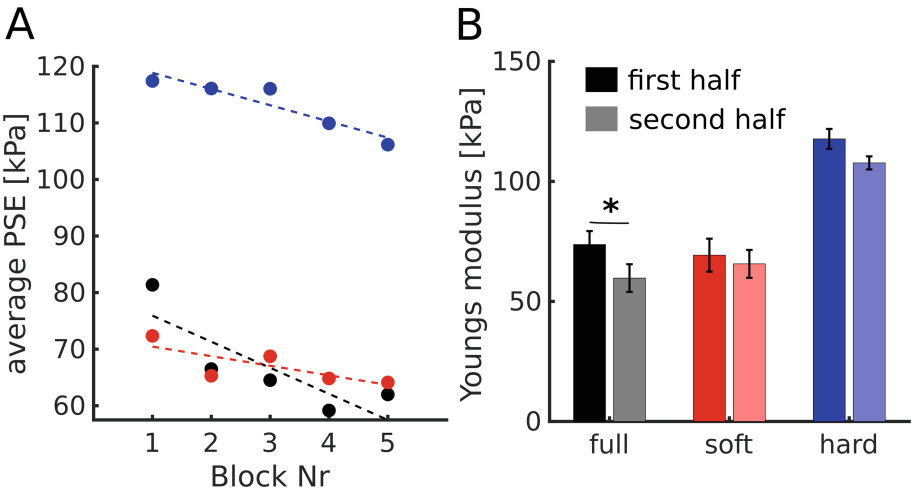 A
average PSE [kPa]
120
110
100
90
80
70
60
1 2 3 4 5
Block Nr
B
Youngs modulus [kPa]
150
100
50
0
first half
second half
*
full soft hard